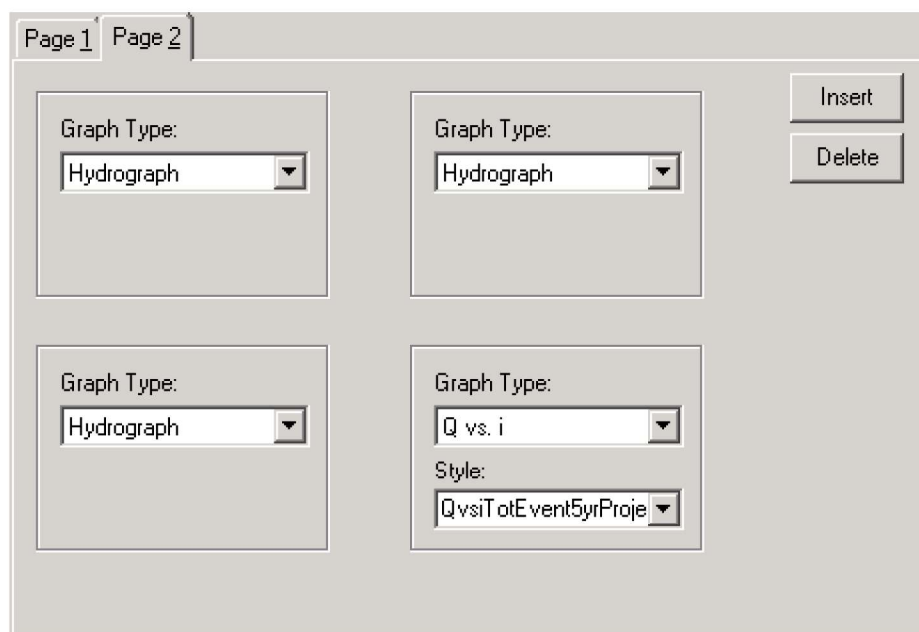 Page 1 Page 2
Insert
Delete
Graph Type:
Hydrograph
Graph Type:
Hydrograph
Graph Type:
Hydrograph
Graph Type:
Q vs. i
Style:
QvsiTotEvent5yrProje